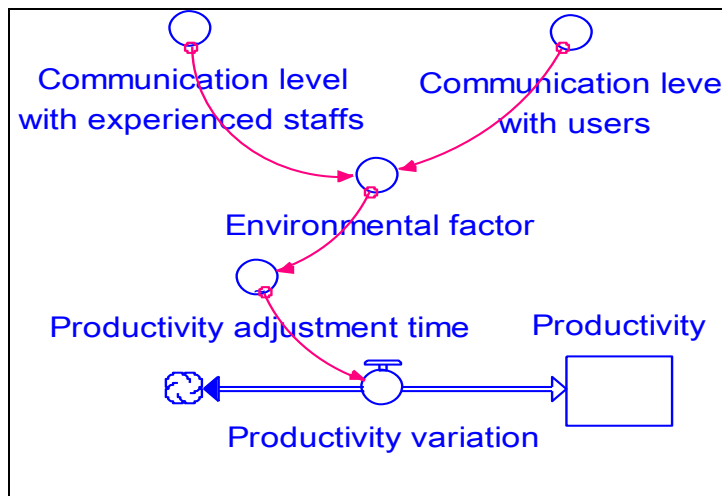 Communication level
with experienced staffs
Communication leve
with users
Environmental factor
Productivity adjustment time
Productivity
Productivity variation